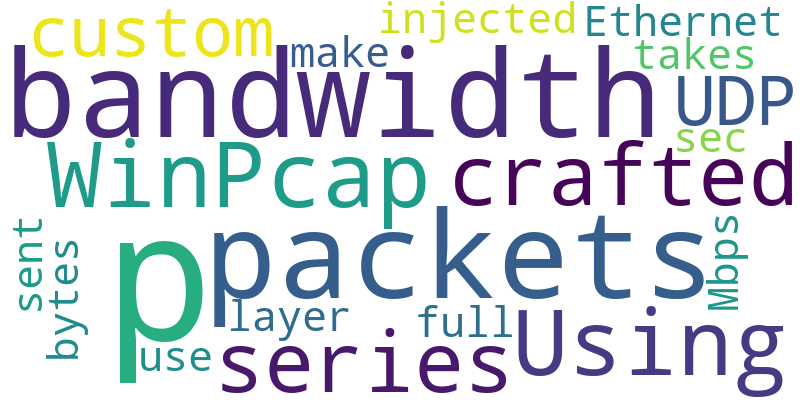 custom
injected
Ethernet
make
takes
bandwidth
UDP
sec
WinPcap
crafted
sent
bytes
p
packets
Mbps
layer
full
Using
use
series